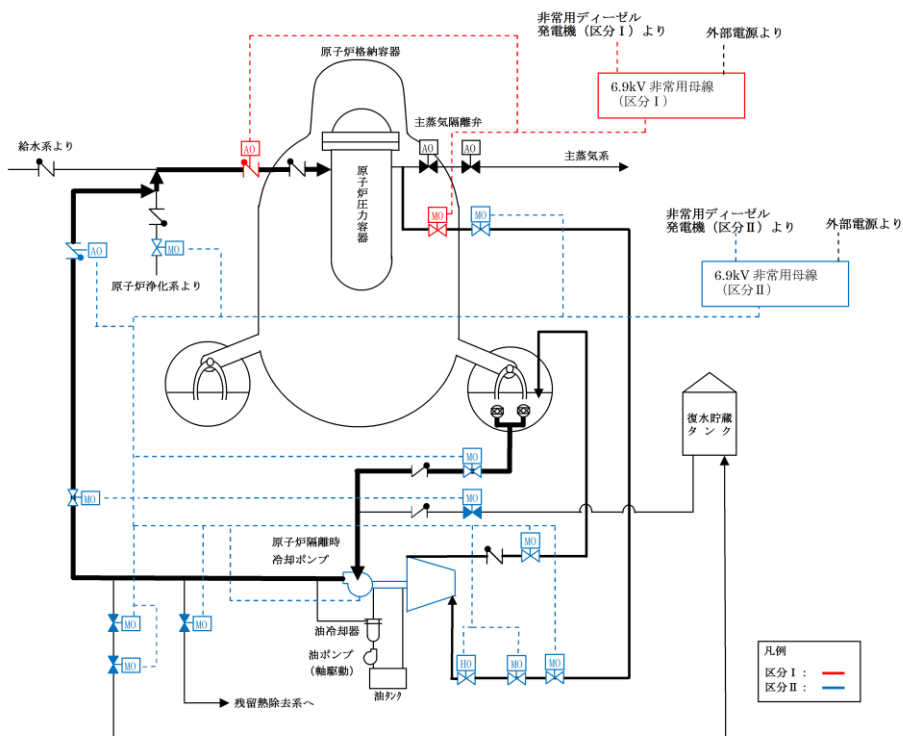 非常用ディーゼル
発電機（区分Ⅰ）より
外部電源より
原子炉格納容器
6.9kV 非常用母線
（区分Ⅰ）
主蒸気隔離弁
AO
AO
AO
給水系より
主蒸気系
原子炉圧力容器
MO
MO
非常用ディーゼル
発電機（区分Ⅱ）より
外部電源より
AO
MO
6.9kV 非常用母線
（区分Ⅱ）
原子炉浄化系より
復水貯蔵
タンク
MO
MO
MO
原子炉隔離時
冷却ポンプ
MO
MO
MO
油冷却器
油ポンプ
（軸駆動）
油タンク
HO
MO
MO
MO
残留熱除去系へ
凡例
区分Ⅰ：
区分Ⅱ：